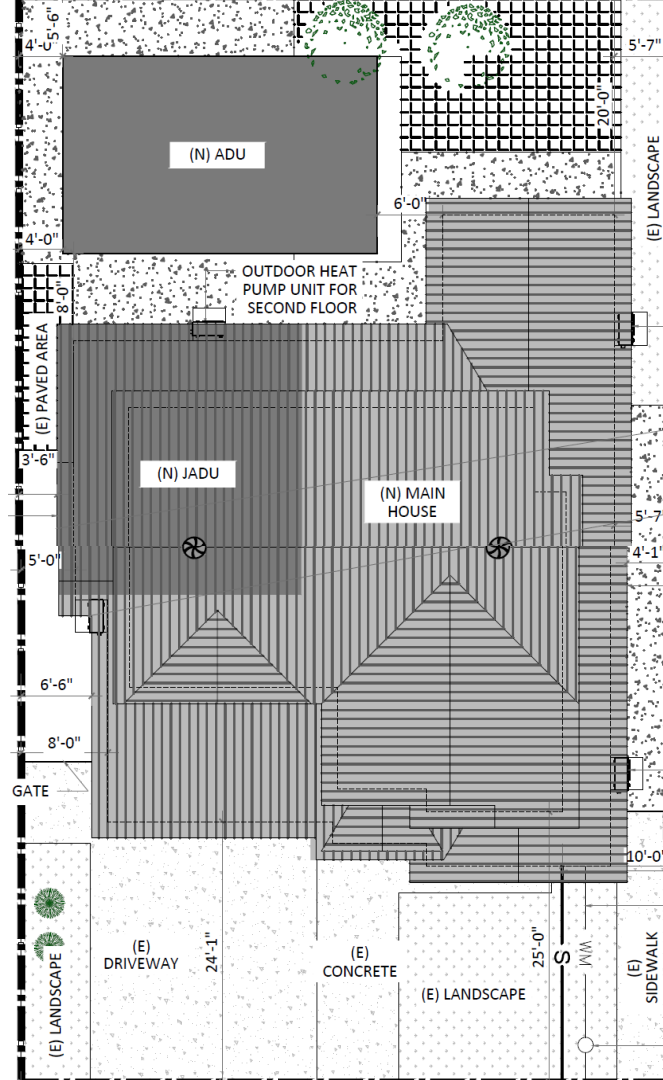 5'-6"
4'-0
5'-7"
20'-0"
(N) ADU
(E) LANDSCAPE
6'-0"
4'-0"
OUTDOOR HEAT
PUMP UNIT FOR
SECOND FLOOR
8'-0"
(E) PAVED AREA
3'-6"
(N) JADU
(N) MAIN
HOUSE
5'-7"
4'-1"
5'-0"
6'-6"
8'-0"
GATE
10'-0"
(E)
DRIVEWAY
24'-1"
(E)
CONCRETE
25'-0"
S
WM
(E)
SIDEWALK
(E) LANDSCAPE
(E) LANDSCAPE